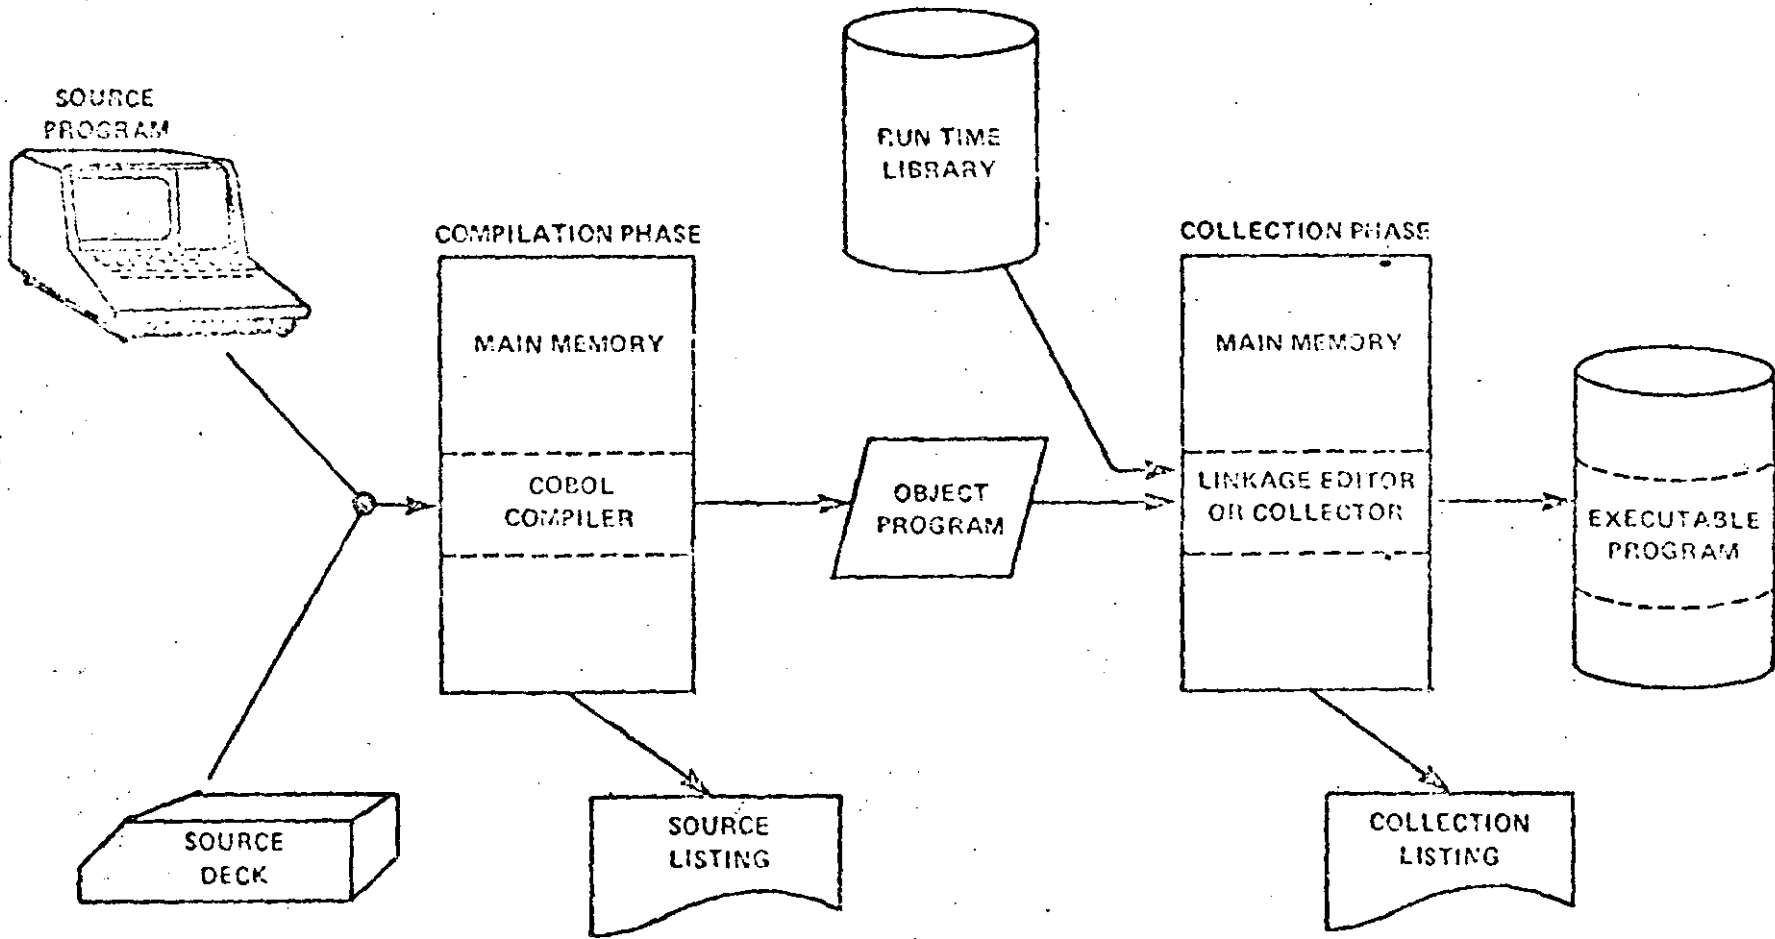 SOURCE
PROGRAM
RUN TIME
LIBRARY
COMPILATION PHASE
COLLECTION PHASE
MAIN MEMORY
MAIN MEMORY
COBOL
COMPILER
OBJECT
PROGRAM
LINKAGE EDITOR
OR COLLECTOR
EXECUTABLE
PROGRAM
SOURCE
DECK
SOURCE
LISTING
COLLECTION
LISTING